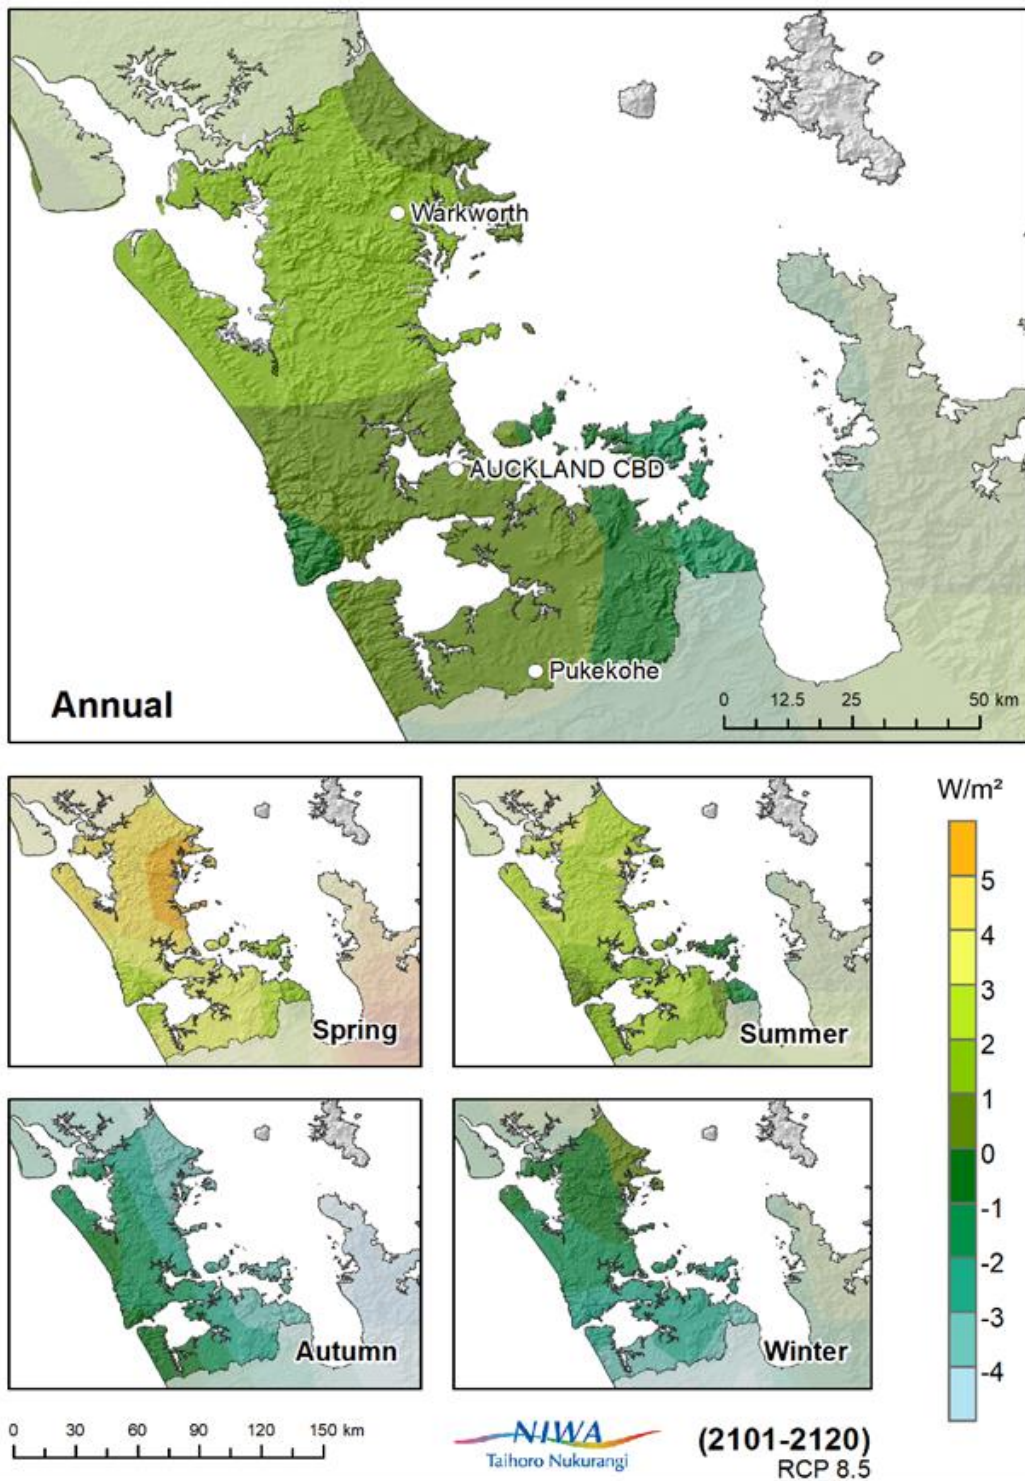 Warkworth
AUCKLAND CBD
Pukekohe
Annual
0 12.5 25 50 km
Spring
Summer
Autumn
Winter
W/m²
5
4
3
2
1
0
-1
-2
-3
-4
0 30 60 90 120 150 km
NIWA
Taihoro Nukurangi
(2101-2120)
RCP 8.5